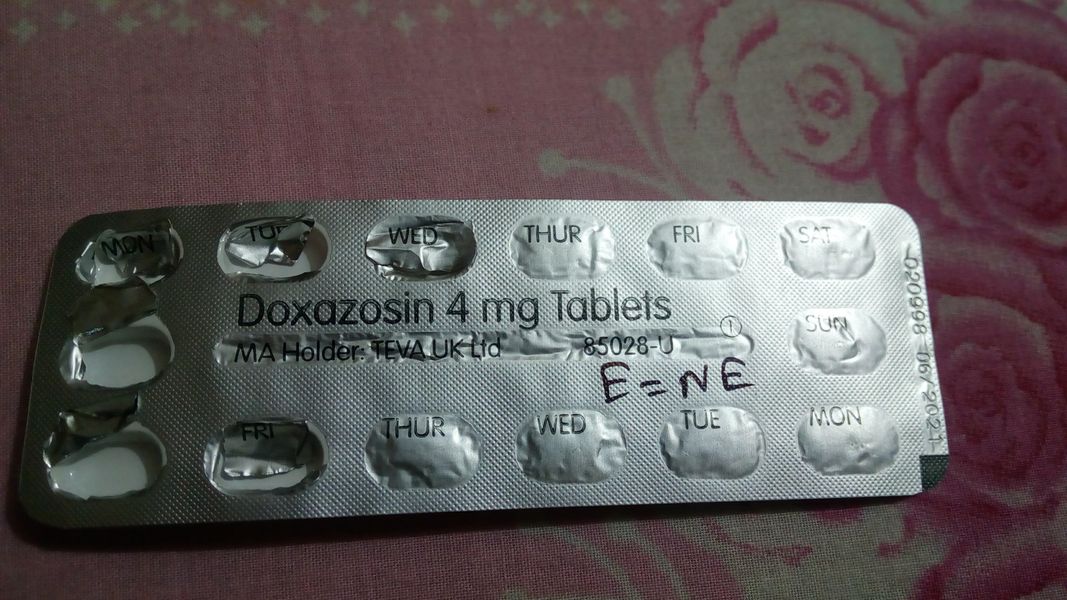 MON TUE WED THUR FRI SAT
Doxazosin 4 mg Tablets
MA Holder: TEVA UK Ltd 85028-U 1
SUN
E = NE
FRI THUR WED TUE MON
D20998 06/2021